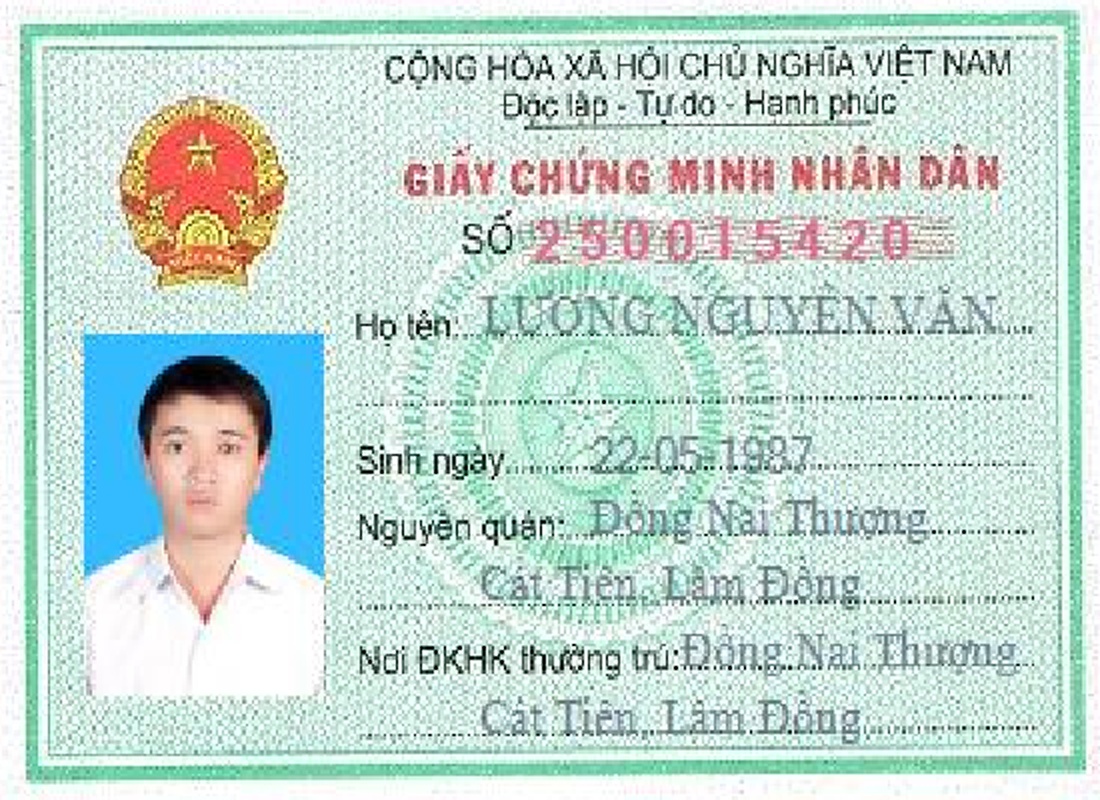 CỘNG HÒA XÃ HỘI CHỦ NGHĨA VIỆT NAM
Độc lập - Tự do - Hạnh phúc
GIẤY CHỨNG MINH NHÂN DÂN
SỐ 250015420
Họ tên: LƯƠNG NGUYÊN VĂN
Sinh ngày 22-05-1987
Nguyên quán: Đồng Nai Thượng
Cát Tiên, Lâm Đồng
Nơi ĐKHK thường trú: Đồng Nai Thượng
Cát Tiên, Lâm Đồng